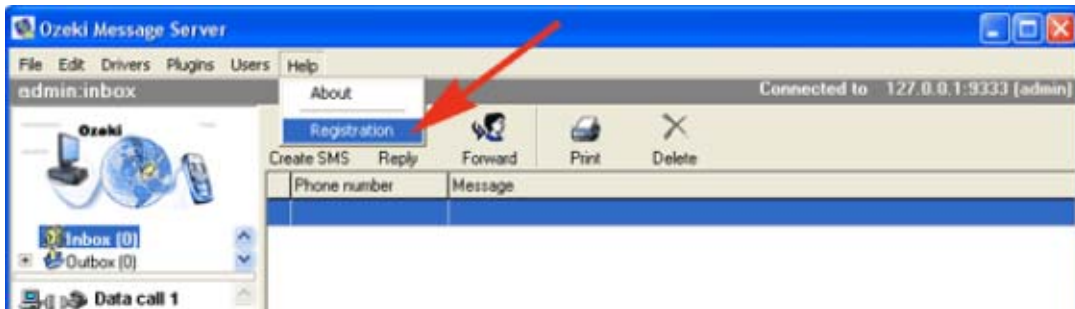 Ozeki Message Server
File Edit Drivers Plugins Users Help
admin:inbox Connected to 127.0.0.1:9333 (admin)
About
Registration
Ozeki
Create SMS Reply Forward Print Delete
Phone number Message
Inbox (0)
Outbox (0)
Data call 1